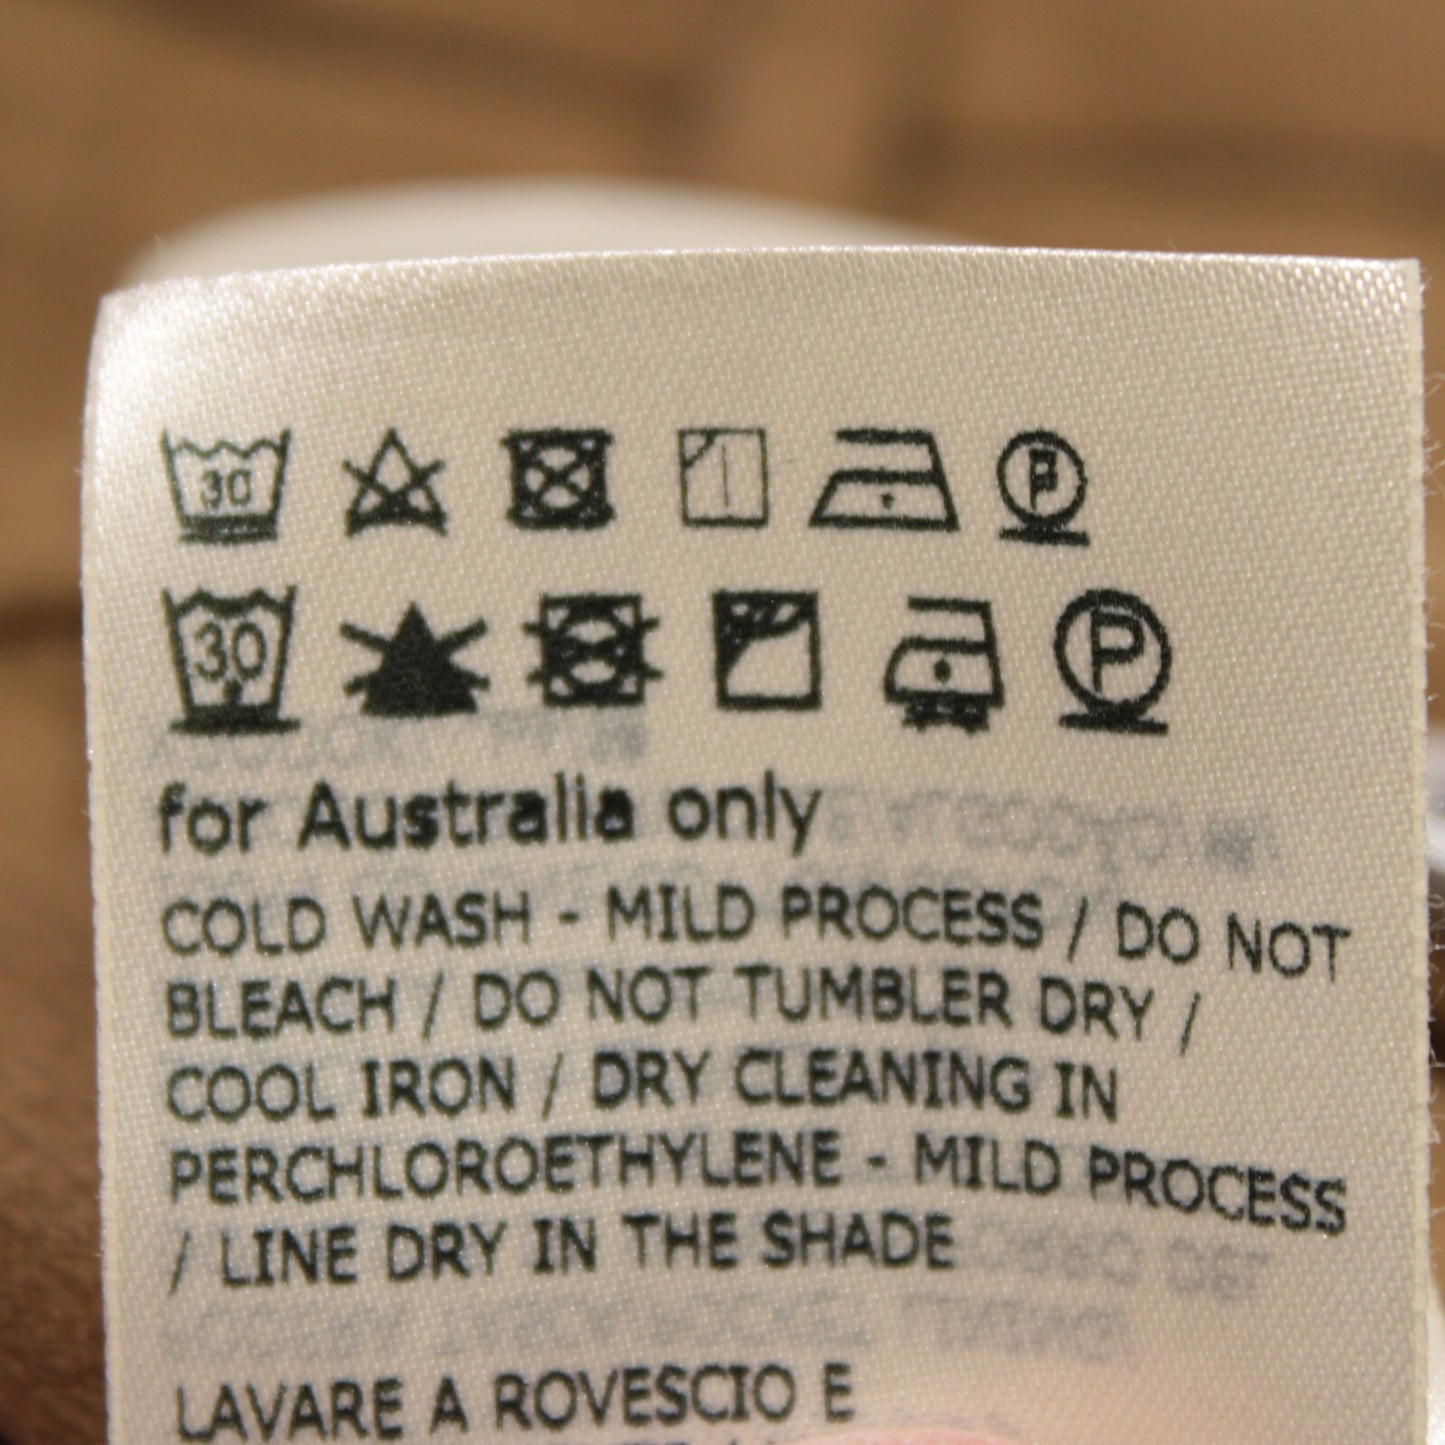 30 P
30 P
for Australia only
COLD WASH - MILD PROCESS / DO NOT
BLEACH / DO NOT TUMBLER DRY /
COOL IRON / DRY CLEANING IN
PERCHLOROETHYLENE - MILD PROCESS
/ LINE DRY IN THE SHADE
LAVARE A ROVESCIO E